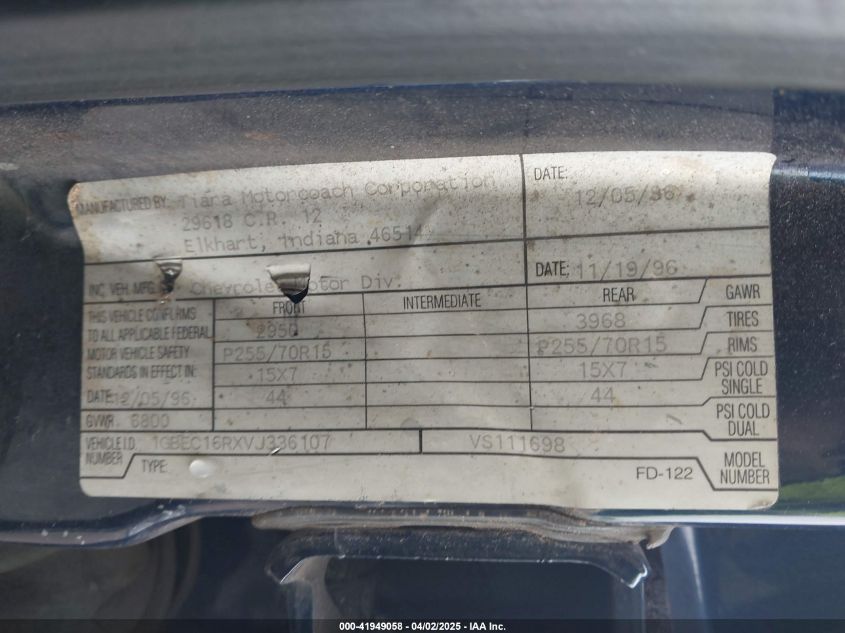 MANUFACTURED BY: Tiara Motorcoach Corporation
29618 C.R. 12
Elkhart, Indiana 46514
DATE:
12/05/96
INC. VEH. MFG. Chevrolet Motor Div.
DATE: 11/19/96
THIS VEHICLE CONFORMS
TO ALL APPLICABLE FEDERAL
MOTOR VEHICLE SAFETY
STANDARDS IN EFFECT IN:
DATE: 12/05/96
GVWR 6800
FRONT INTERMEDIATE REAR GAWR
2950 3968 TIRES
P255/70R15 P255/70R15 RIMS
15X7 15X7 PSI COLD
SINGLE
44 44 PSI COLD
DUAL
VEHICLE I.D.
NUMBER 1GBEC16RXVJ336107 VS111698 MODEL
NUMBER
TYPE: FD-122
000-41949058 - 04/02/2025 - IAA Inc.